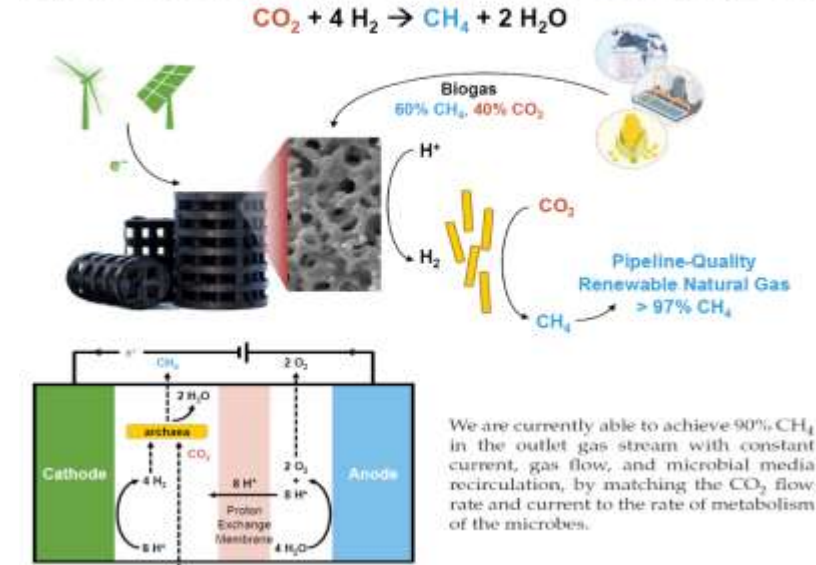 CO₂ + 4 H₂ → CH₄ + 2 H₂O
Biogas
60% CH₄, 40% CO₂
e⁻
H⁺
H₂
CO₂
CH₄
Pipeline-Quality
Renewable Natural Gas
> 97% CH₄
e⁻
CH₄
2 O₂
2 H₂O
archaea
CO₂
Cathode
4 H₂
8 H⁺
8 H⁺
Proton
Exchange
Membrane
2 O₂
+
8 H⁺
4 H₂O
Anode
We are currently able to achieve 90% CH₄
in the outlet gas stream with constant
current, gas flow, and microbial media
recirculation, by matching the CO₂ flow
rate and current to the rate of metabolism
of the microbes.